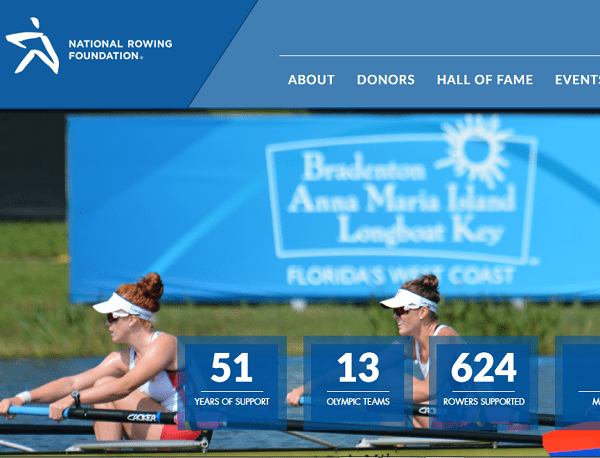 NATIONAL ROWING
FOUNDATION®
ABOUT DONORS HALL OF FAME EVENTS
Bradenton
Anna Maria Island
Longboat Key
FLORIDA'S WEST COAST
51
YEARS OF SUPPORT
13
OLYMPIC TEAMS
624
ROWERS SUPPORTED
M
CROKER
CROKER